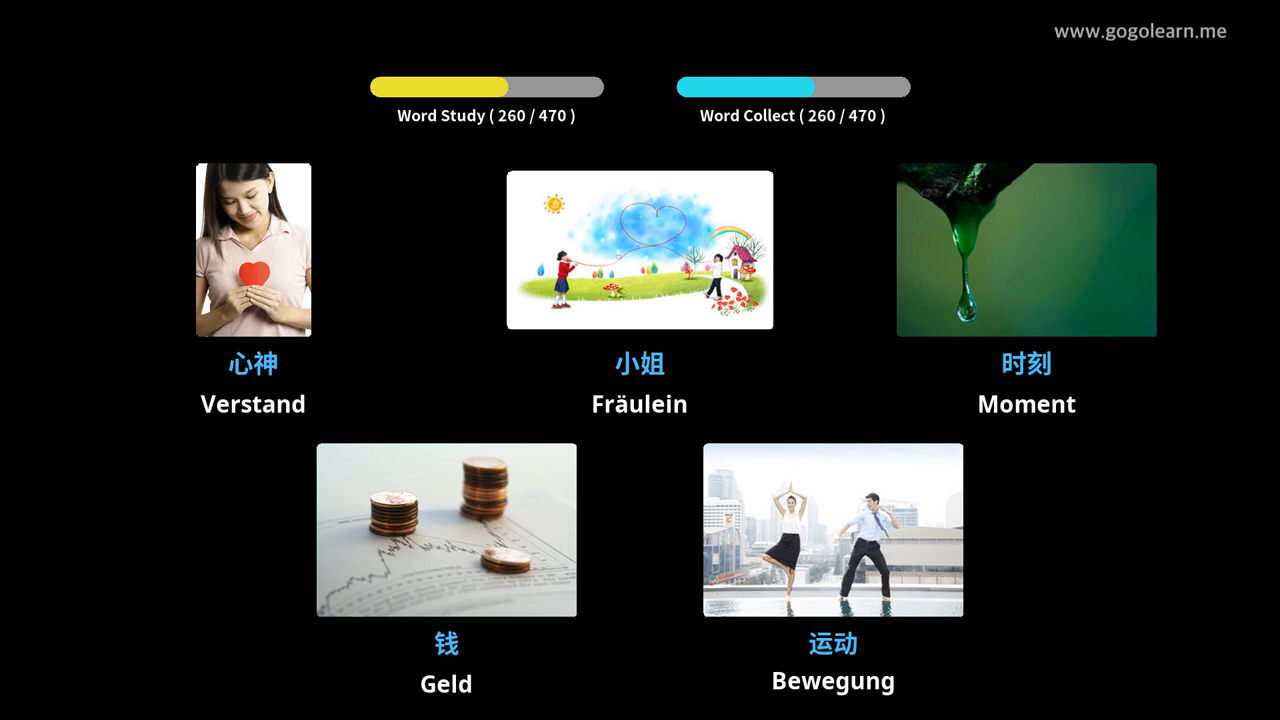 www.gogolearn.me
Word Study ( 260 / 470 )
Word Collect ( 260 / 470 )
心神
Verstand
小姐
Fräulein
时刻
Moment
钱
Geld
运动
Bewegung